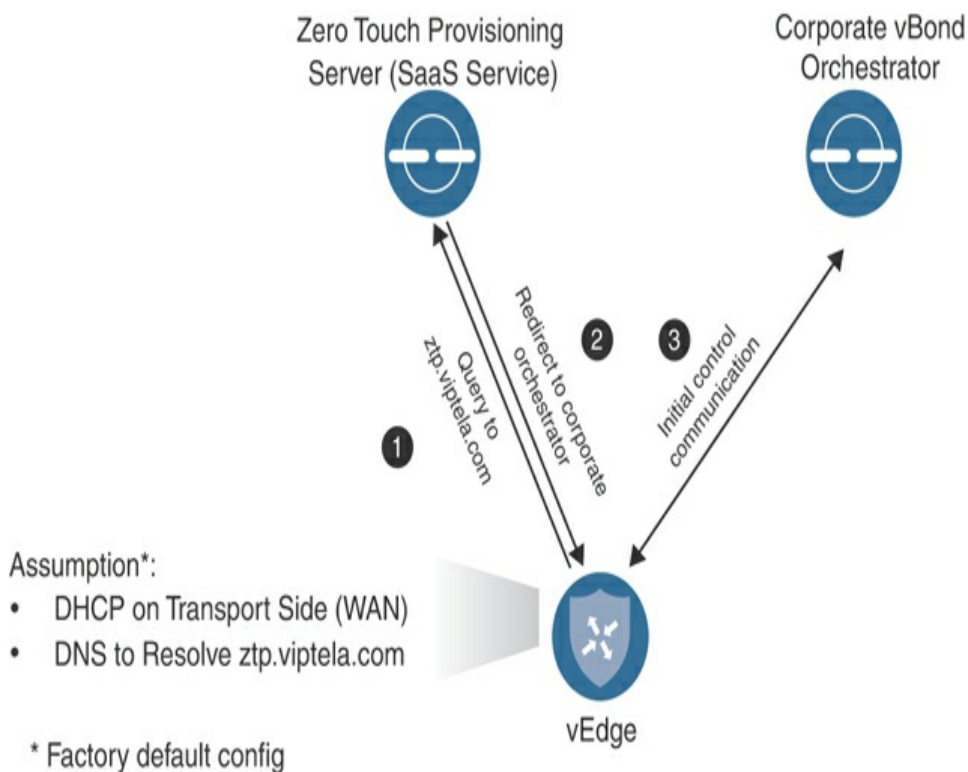 Zero Touch Provisioning
Server (SaaS Service)
Corporate vBond
Orchestrator
1
Query to
ztp.viptela.com
Redirect to corporate
orchestrator
2
3
Initial control
communication
Assumption*:
• DHCP on Transport Side (WAN)
• DNS to Resolve ztp.viptela.com
vEdge
* Factory default config